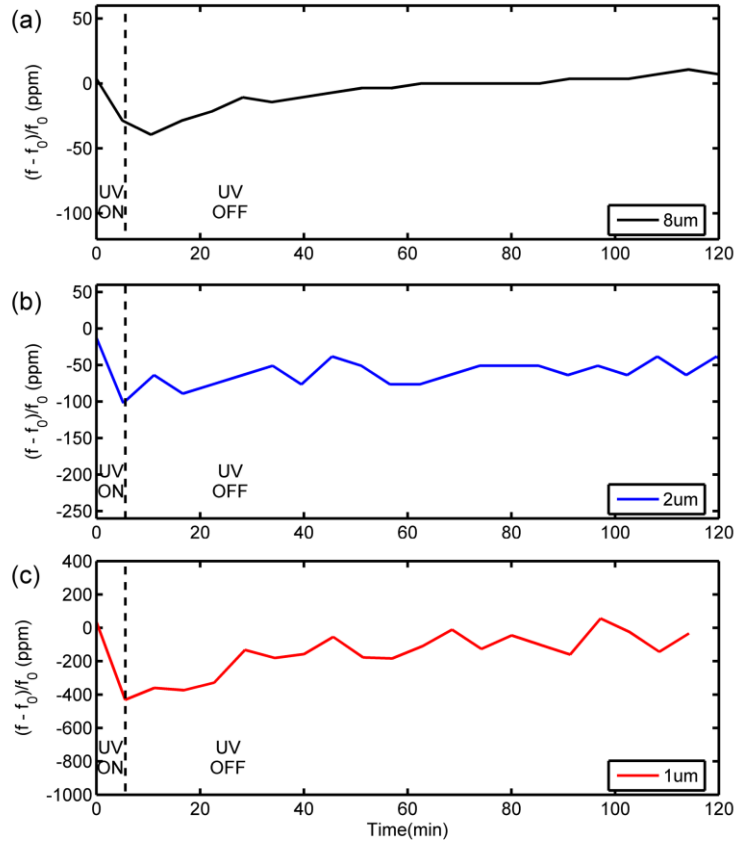 (a)
(f - f₀)/f₀ (ppm)
50
0
-50
-100
UV
ON
UV
OFF
8um
0 20 40 60 80 100 120
(b)
(f - f₀)/f₀ (ppm)
50
0
-50
-100
-150
-200
-250
UV
ON
UV
OFF
2um
0 20 40 60 80 100 120
(c)
(f - f₀)/f₀ (ppm)
400
200
0
-200
-400
-600
-800
-1000
UV
ON
UV
OFF
1um
0 20 40 60 80 100 120
Time(min)